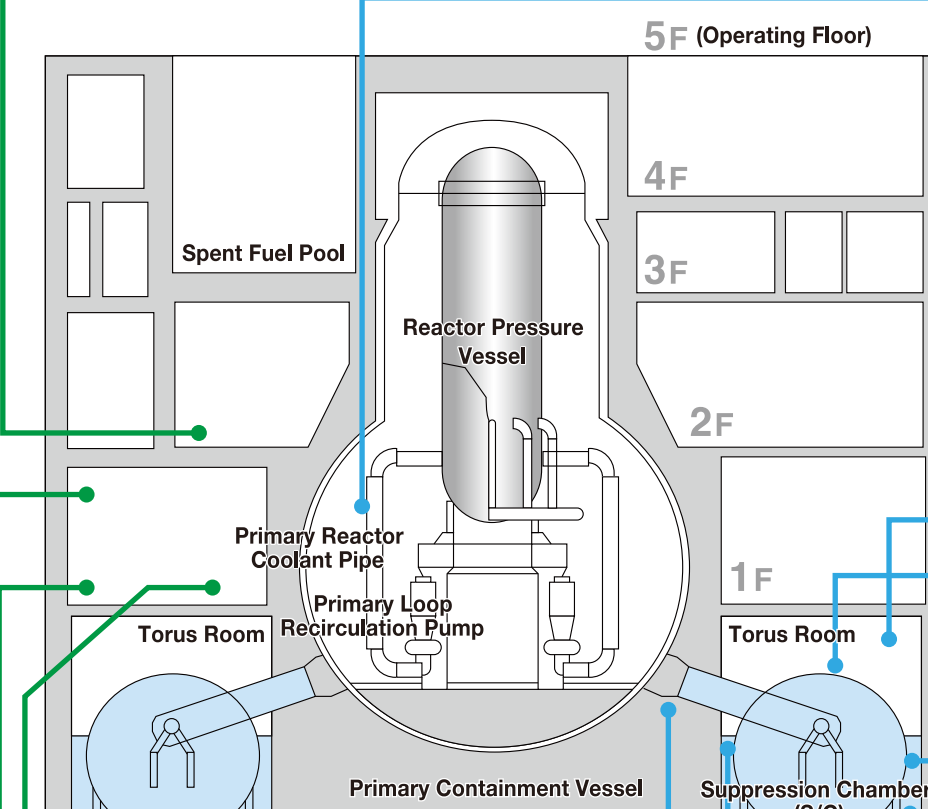 5F (Operating Floor)
4F
Spent Fuel Pool
3F
Reactor Pressure
Vessel
2F
Primary Reactor
Coolant Pipe
1F
Primary Loop
Recirculation Pump
Torus Room
Torus Room
Primary Containment Vessel
Suppression Chamber
(S/C)